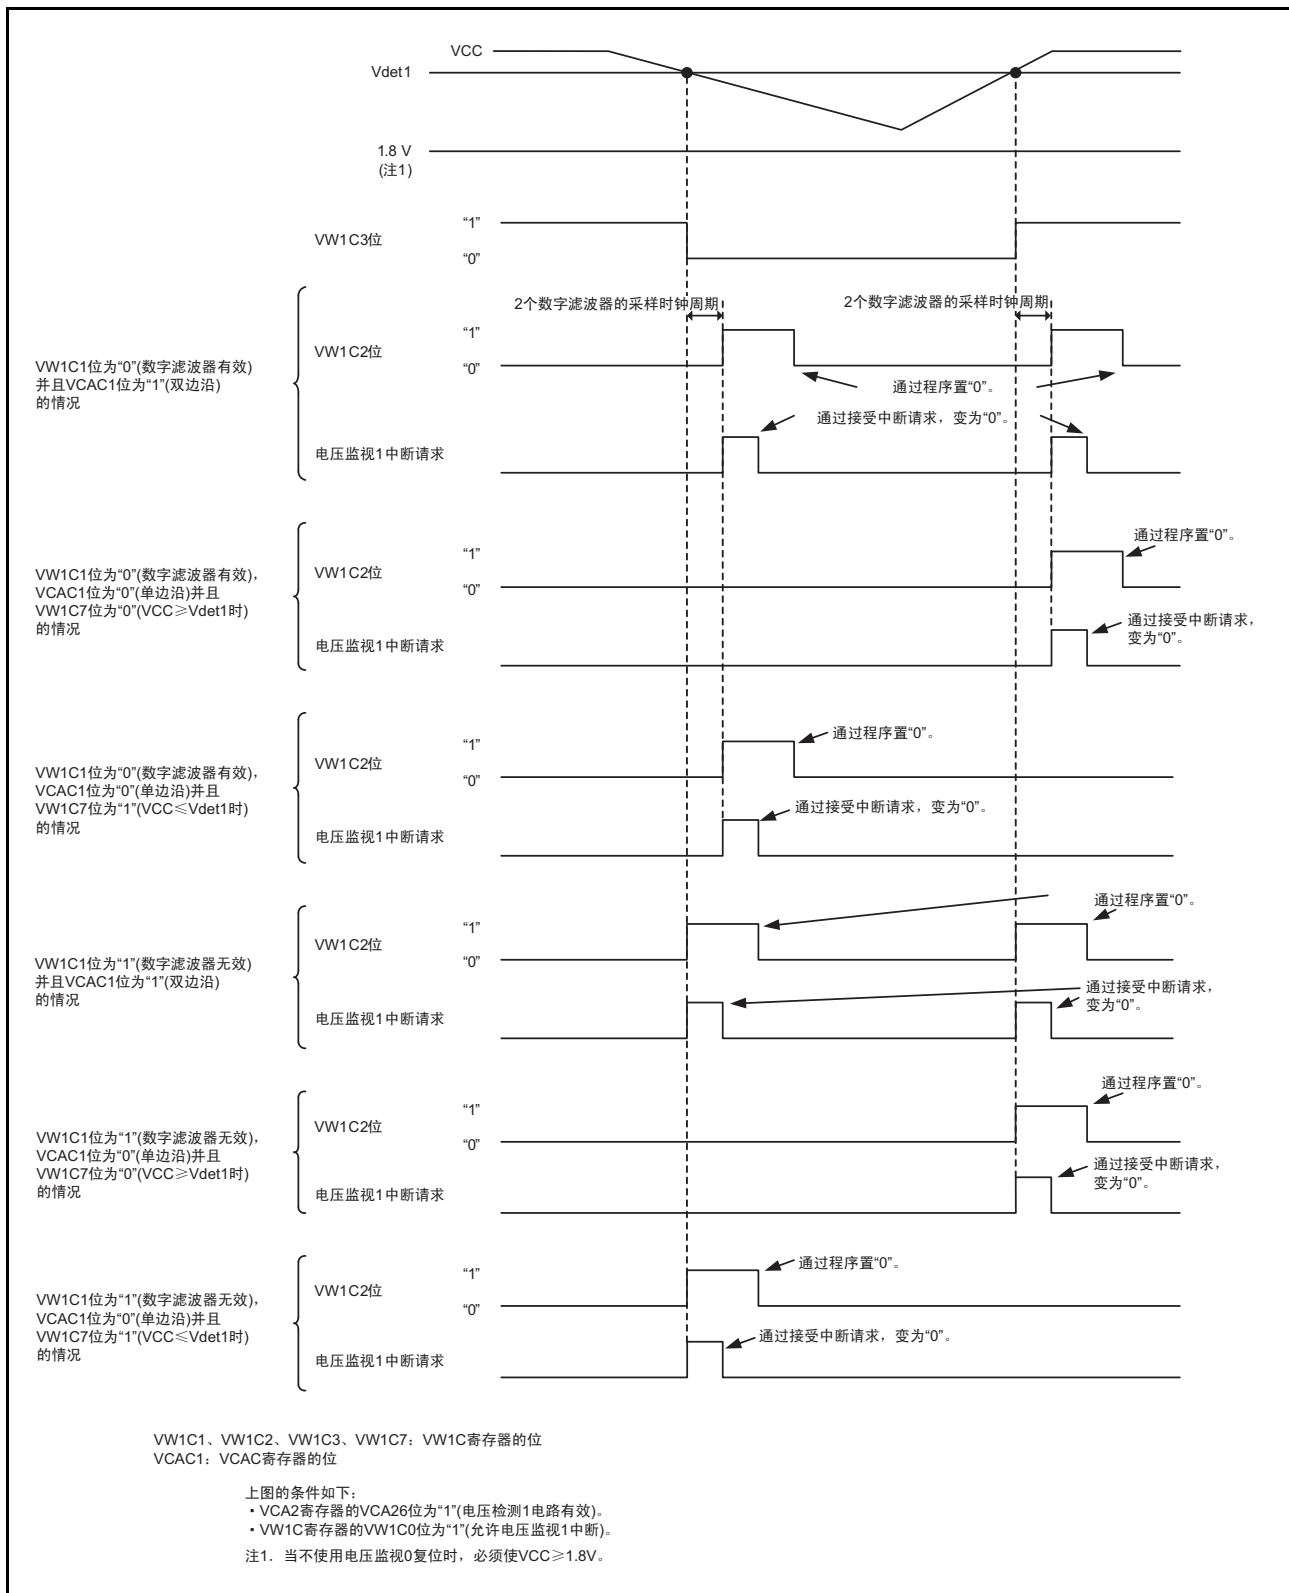 VCC
Vdet1
1.8 V
(注1)
“1”
VW1C3位
“0”
2个数字滤波器的采样时钟周期
2个数字滤波器的采样时钟周期
“1”
VW1C2位
“0”
VW1C1位为“0”(数字滤波器有效)
并且VCAC1位为“1”(双边沿)
的情况
通过程序置“0”。
通过接受中断请求，变为“0”。
电压监视1中断请求
通过程序置“0”。
“1”
VW1C2位
“0”
VW1C1位为“0”(数字滤波器有效)，
VCAC1位为“0”(单边沿)并且
VW1C7位为“0”(VCC≥Vdet1时)
的情况
通过接受中断请求，
变为“0”。
电压监视1中断请求
通过程序置“0”。
“1”
VW1C2位
“0”
VW1C1位为“0”(数字滤波器有效)，
VCAC1位为“0”(单边沿)并且
VW1C7位为“1”(VCC≤Vdet1时)
的情况
通过接受中断请求，变为“0”。
电压监视1中断请求
通过程序置“0”。
“1”
VW1C2位
“0”
VW1C1位为“1”(数字滤波器无效)
并且VCAC1位为“1”(双边沿)
的情况
通过接受中断请求，
变为“0”。
电压监视1中断请求
通过程序置“0”。
“1”
VW1C2位
“0”
VW1C1位为“1”(数字滤波器无效)，
VCAC1位为“0”(单边沿)并且
VW1C7位为“0”(VCC≥Vdet1时)
的情况
通过接受中断请求，
变为“0”。
电压监视1中断请求
通过程序置“0”。
“1”
VW1C2位
“0”
VW1C1位为“1”(数字滤波器无效)，
VCAC1位为“0”(单边沿)并且
VW1C7位为“1”(VCC≤Vdet1时)
的情况
通过接受中断请求，变为“0”。
电压监视1中断请求
VW1C1、VW1C2、VW1C3、VW1C7：VW1C寄存器的位
VCAC1：VCAC寄存器的位
上图的条件如下：
・VCA2寄存器的VCA26位为“1”(电压检测1电路有效)。
・VW1C寄存器的VW1C0位为“1”(允许电压监视1中断)。
注1. 当不使用电压监视0复位时，必须使VCC≥1.8V。